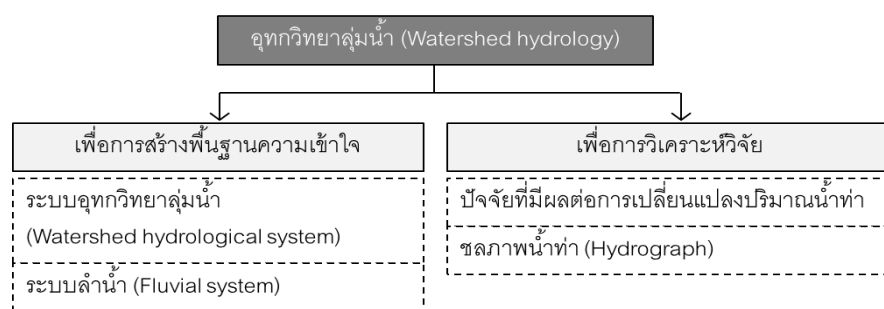 อุทกวิทยาลุ่มน้ำ (Watershed hydrology)
เพื่อการสร้างพื้นฐานความเข้าใจ
ระบบอุทกวิทยาลุ่มน้ำ
(Watershed hydrological system)
ระบบลำน้ำ (Fluvial system)
เพื่อการวิเคราะห์วิจัย
ปัจจัยที่มีผลต่อการเปลี่ยนแปลงปริมาณน้ำท่า
ชลภาพน้ำท่า (Hydrograph)